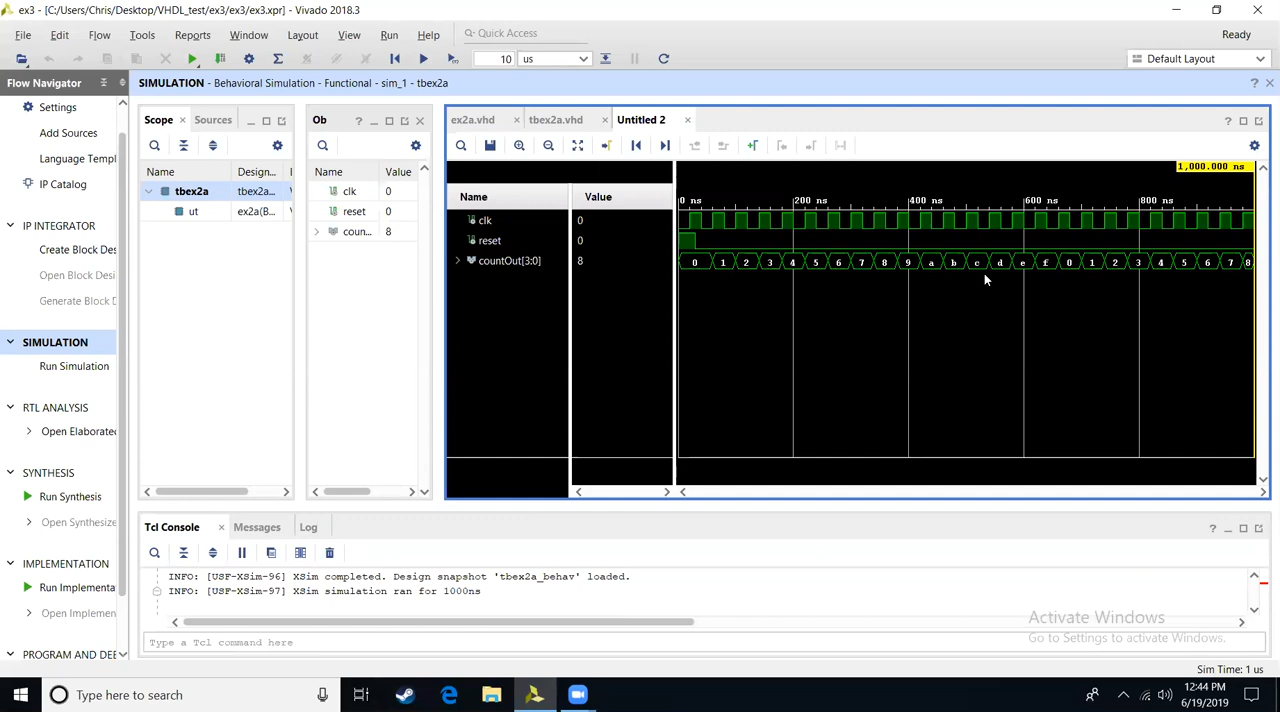 ex3 - [C:/Users/Chris/Desktop/VHDL_test/ex3/ex3/ex3.xpr] - Vivado 2018.3
File Edit Flow Tools Reports Window Layout View Run Help Quick Access Ready
10 us Default Layout
Flow Navigator SIMULATION - Behavioral Simulation - Functional - sim_1 - tbex2a
Settings
Add Sources
Language Templ
IP Catalog
IP INTEGRATOR
Create Block Des
Open Block Desi
Generate Block D
SIMULATION
Run Simulation
RTL ANALYSIS
Open Elaborated
SYNTHESIS
Run Synthesis
Open Synthesize
IMPLEMENTATION
Run Implementa
Open Implemen
PROGRAM AND DEB
Scope Sources
Name Design...
tbex2a tbex2a...
ut ex2a(B...
Ob
Name Value
clk 0
reset 0
coun... 8
ex2a.vhd tbex2a.vhd Untitled 2
1,000.000 ns
Name Value 0 ns 200 ns 400 ns 600 ns 800 ns
clk 0
reset 0
countOut[3:0] 8 0 1 2 3 4 5 6 7 8 9 a b c d e f 0 1 2 3 4 5 6 7 8
Tcl Console Messages Log
INFO: [USF-XSim-96] XSim completed. Design snapshot 'tbex2a_behav' loaded.
INFO: [USF-XSim-97] XSim simulation ran for 1000ns
Type a Tcl command here
Activate Windows
Go to Settings to activate Windows.
Sim Time: 1 us
Type here to search
12:44 PM
6/19/2019